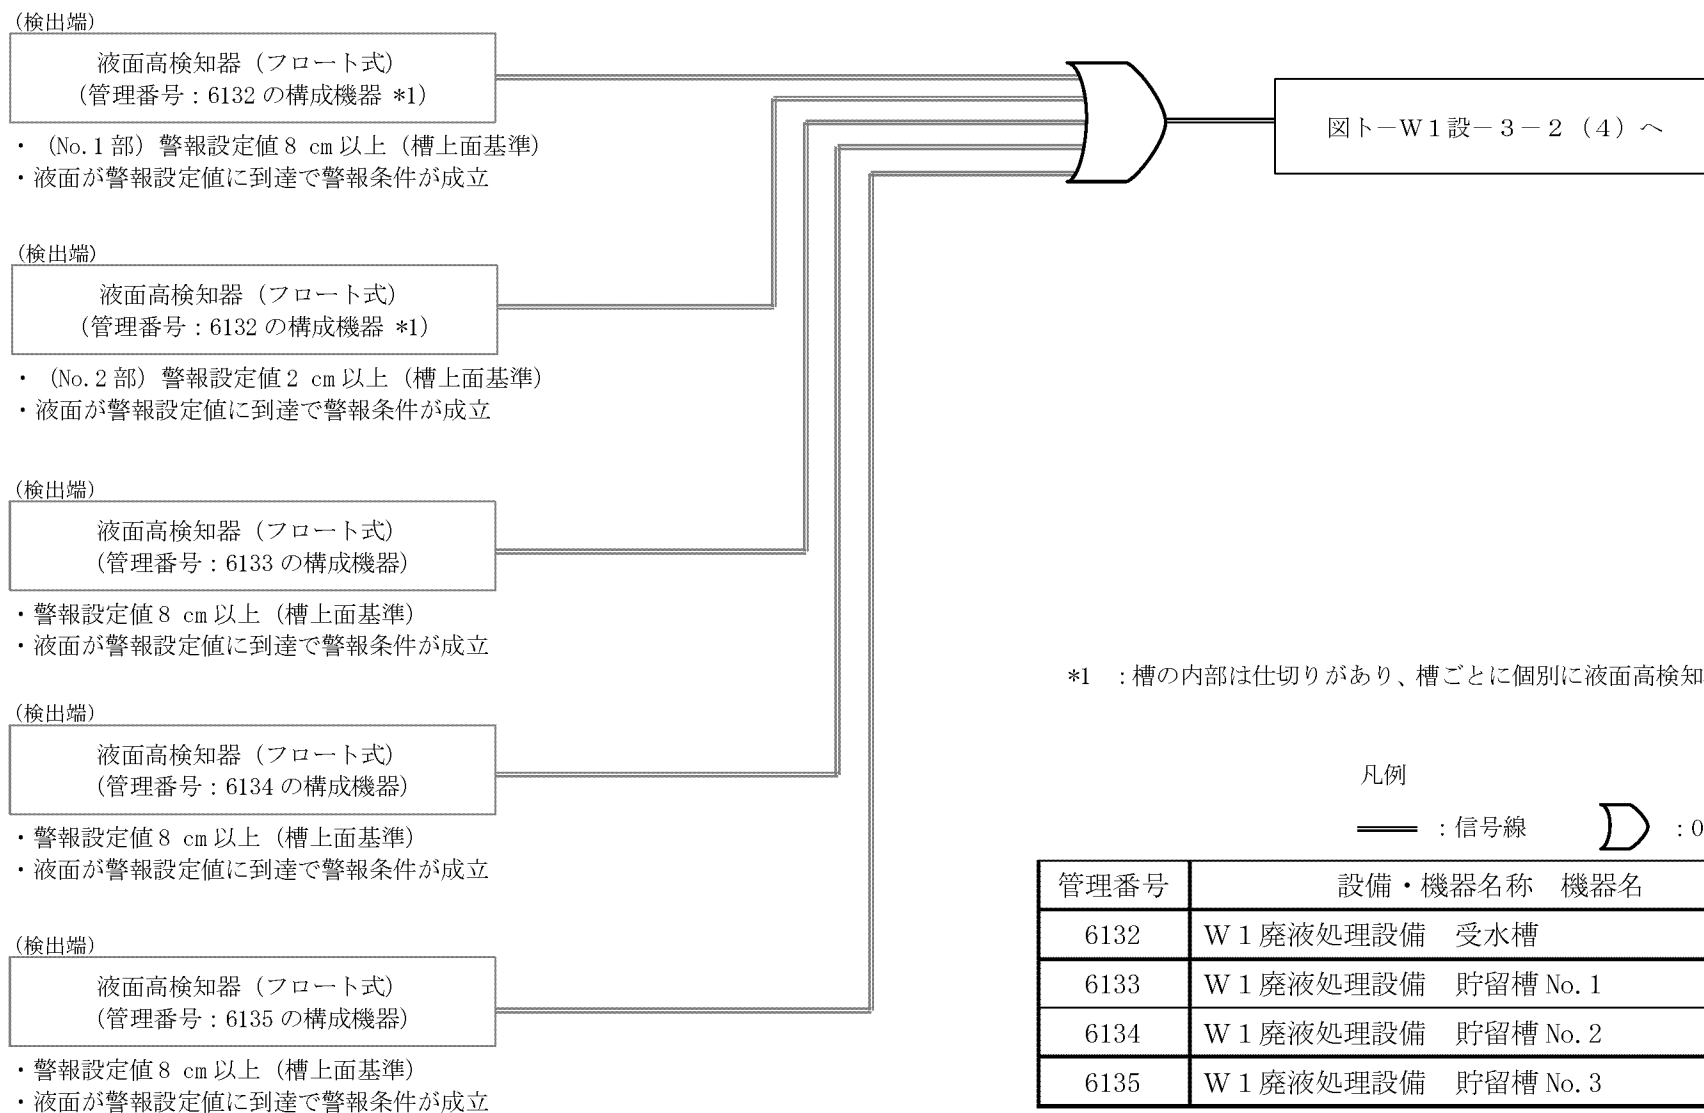 (検出端)
液面高検知器（フロート式）
（管理番号：6132 の構成機器 *1）
・（No.1 部）警報設定値 8 cm 以上（槽上面基準）
・液面が警報設定値に到達で警報条件が成立
図ト－Ｗ１設－３－２（４）へ
(検出端)
液面高検知器（フロート式）
（管理番号：6132 の構成機器 *1）
・（No.2 部）警報設定値 2 cm 以上（槽上面基準）
・液面が警報設定値に到達で警報条件が成立
(検出端)
液面高検知器（フロート式）
（管理番号：6133 の構成機器）
・警報設定値 8 cm 以上（槽上面基準）
・液面が警報設定値に到達で警報条件が成立
(検出端)
液面高検知器（フロート式）
（管理番号：6134 の構成機器）
・警報設定値 8 cm 以上（槽上面基準）
・液面が警報設定値に到達で警報条件が成立
(検出端)
液面高検知器（フロート式）
（管理番号：6135 の構成機器）
・警報設定値 8 cm 以上（槽上面基準）
・液面が警報設定値に到達で警報条件が成立
*1 ：槽の内部は仕切りがあり、槽ごとに個別に液面高検知
凡例
：信号線 ：
管理番号 設備・機器名称 機器名
6132 Ｗ１廃液処理設備 受水槽
6133 Ｗ１廃液処理設備 貯留槽 No.1
6134 Ｗ１廃液処理設備 貯留槽 No.2
6135 Ｗ１廃液処理設備 貯留槽 No.3